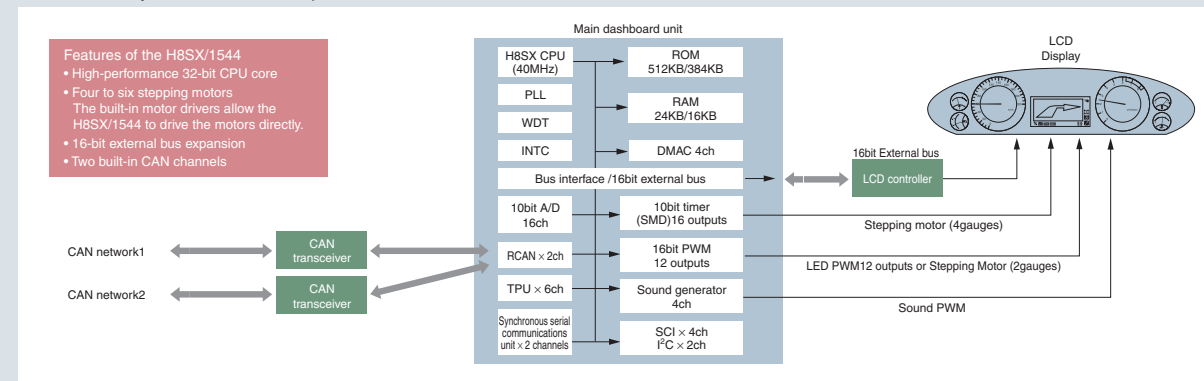 Features of the H8SX/1544
• High-performance 32-bit CPU core
• Four to six stepping motors
The built-in motor drivers allow the
H8SX/1544 to drive the motors directly.
• 16-bit external bus expansion
• Two built-in CAN channels
CAN network1
CAN network2
CAN
transceiver
CAN
transceiver
Main dashboard unit
H8SX CPU
(40MHz)
PLL
WDT
INTC
ROM
512KB/384KB
RAM
24KB/16KB
DMAC 4ch
Bus interface /16bit external bus
10bit A/D
16ch
RCAN × 2ch
TPU × 6ch
Synchronous serial
communications
unit × 2 channels
10bit timer
(SMD)16 outputs
16bit PWM
12 outputs
Sound generator
4ch
SCI × 4ch
I²C × 2ch
16bit External bus
LCD controller
LCD
Display
Stepping motor (4gauges)
LED PWM12 outputs or Stepping Motor (2gauges)
Sound PWM